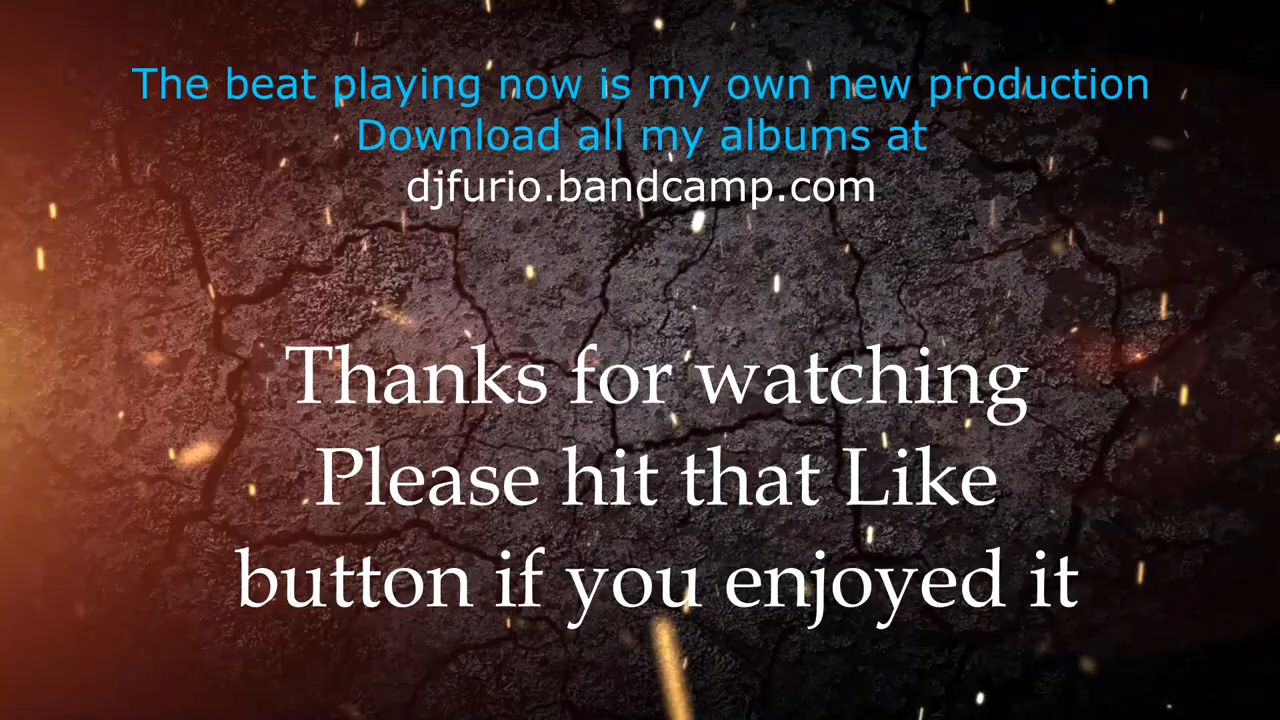 The beat playing now is my own new production
Download all my albums at
djfurio.bandcamp.com
Thanks for watching
Please hit that Like
button if you enjoyed it